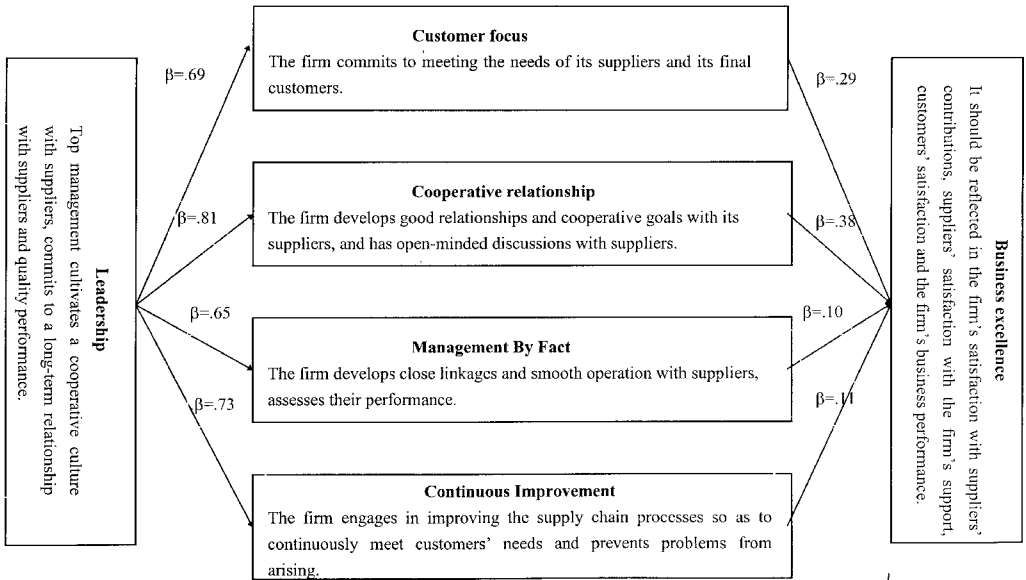 Leadership
Top management cultivates a cooperative culture
with suppliers, commits to a long-term relationship
with suppliers and quality performance.
β=.69
β=.81
β=.65
β=.73
Customer focus
The firm commits to meeting the needs of its suppliers and its final
customers.
Cooperative relationship
The firm develops good relationships and cooperative goals with its
suppliers, and has open-minded discussions with suppliers.
Management By Fact
The firm develops close linkages and smooth operation with suppliers,
assesses their performance.
Continuous Improvement
The firm engages in improving the supply chain processes so as to
continuously meet customers' needs and prevents problems from
arising.
β=.29
β=.38
β=.10
β=.11
Business excellence
It should be reflected in the firm's satisfaction with suppliers'
contributions, suppliers' satisfaction with the firm's support,
customers' satisfaction and the firm's business performance.